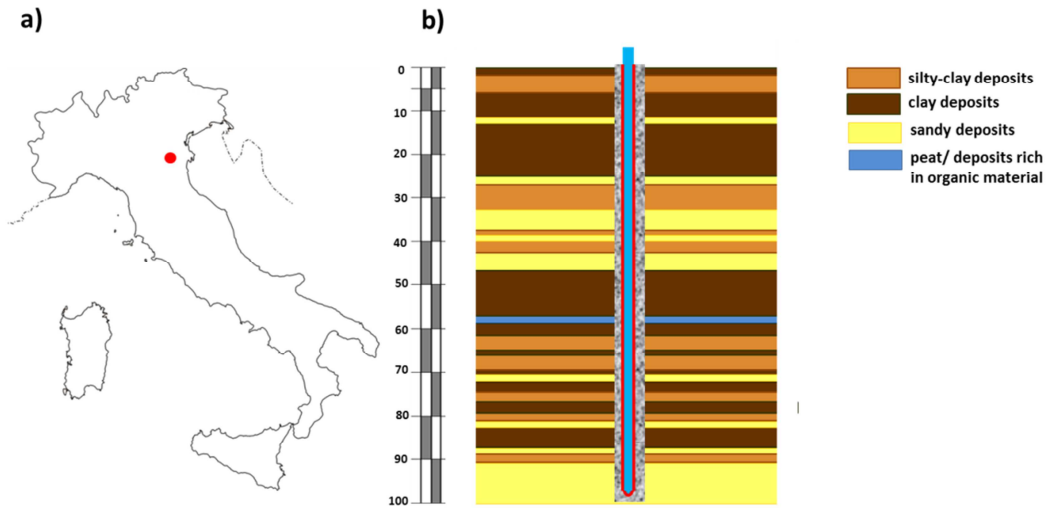 a)
b)
0
10
20
30
40
50
60
70
80
90
100
silty-clay deposits
clay deposits
sandy deposits
peat/ deposits rich
in organic material